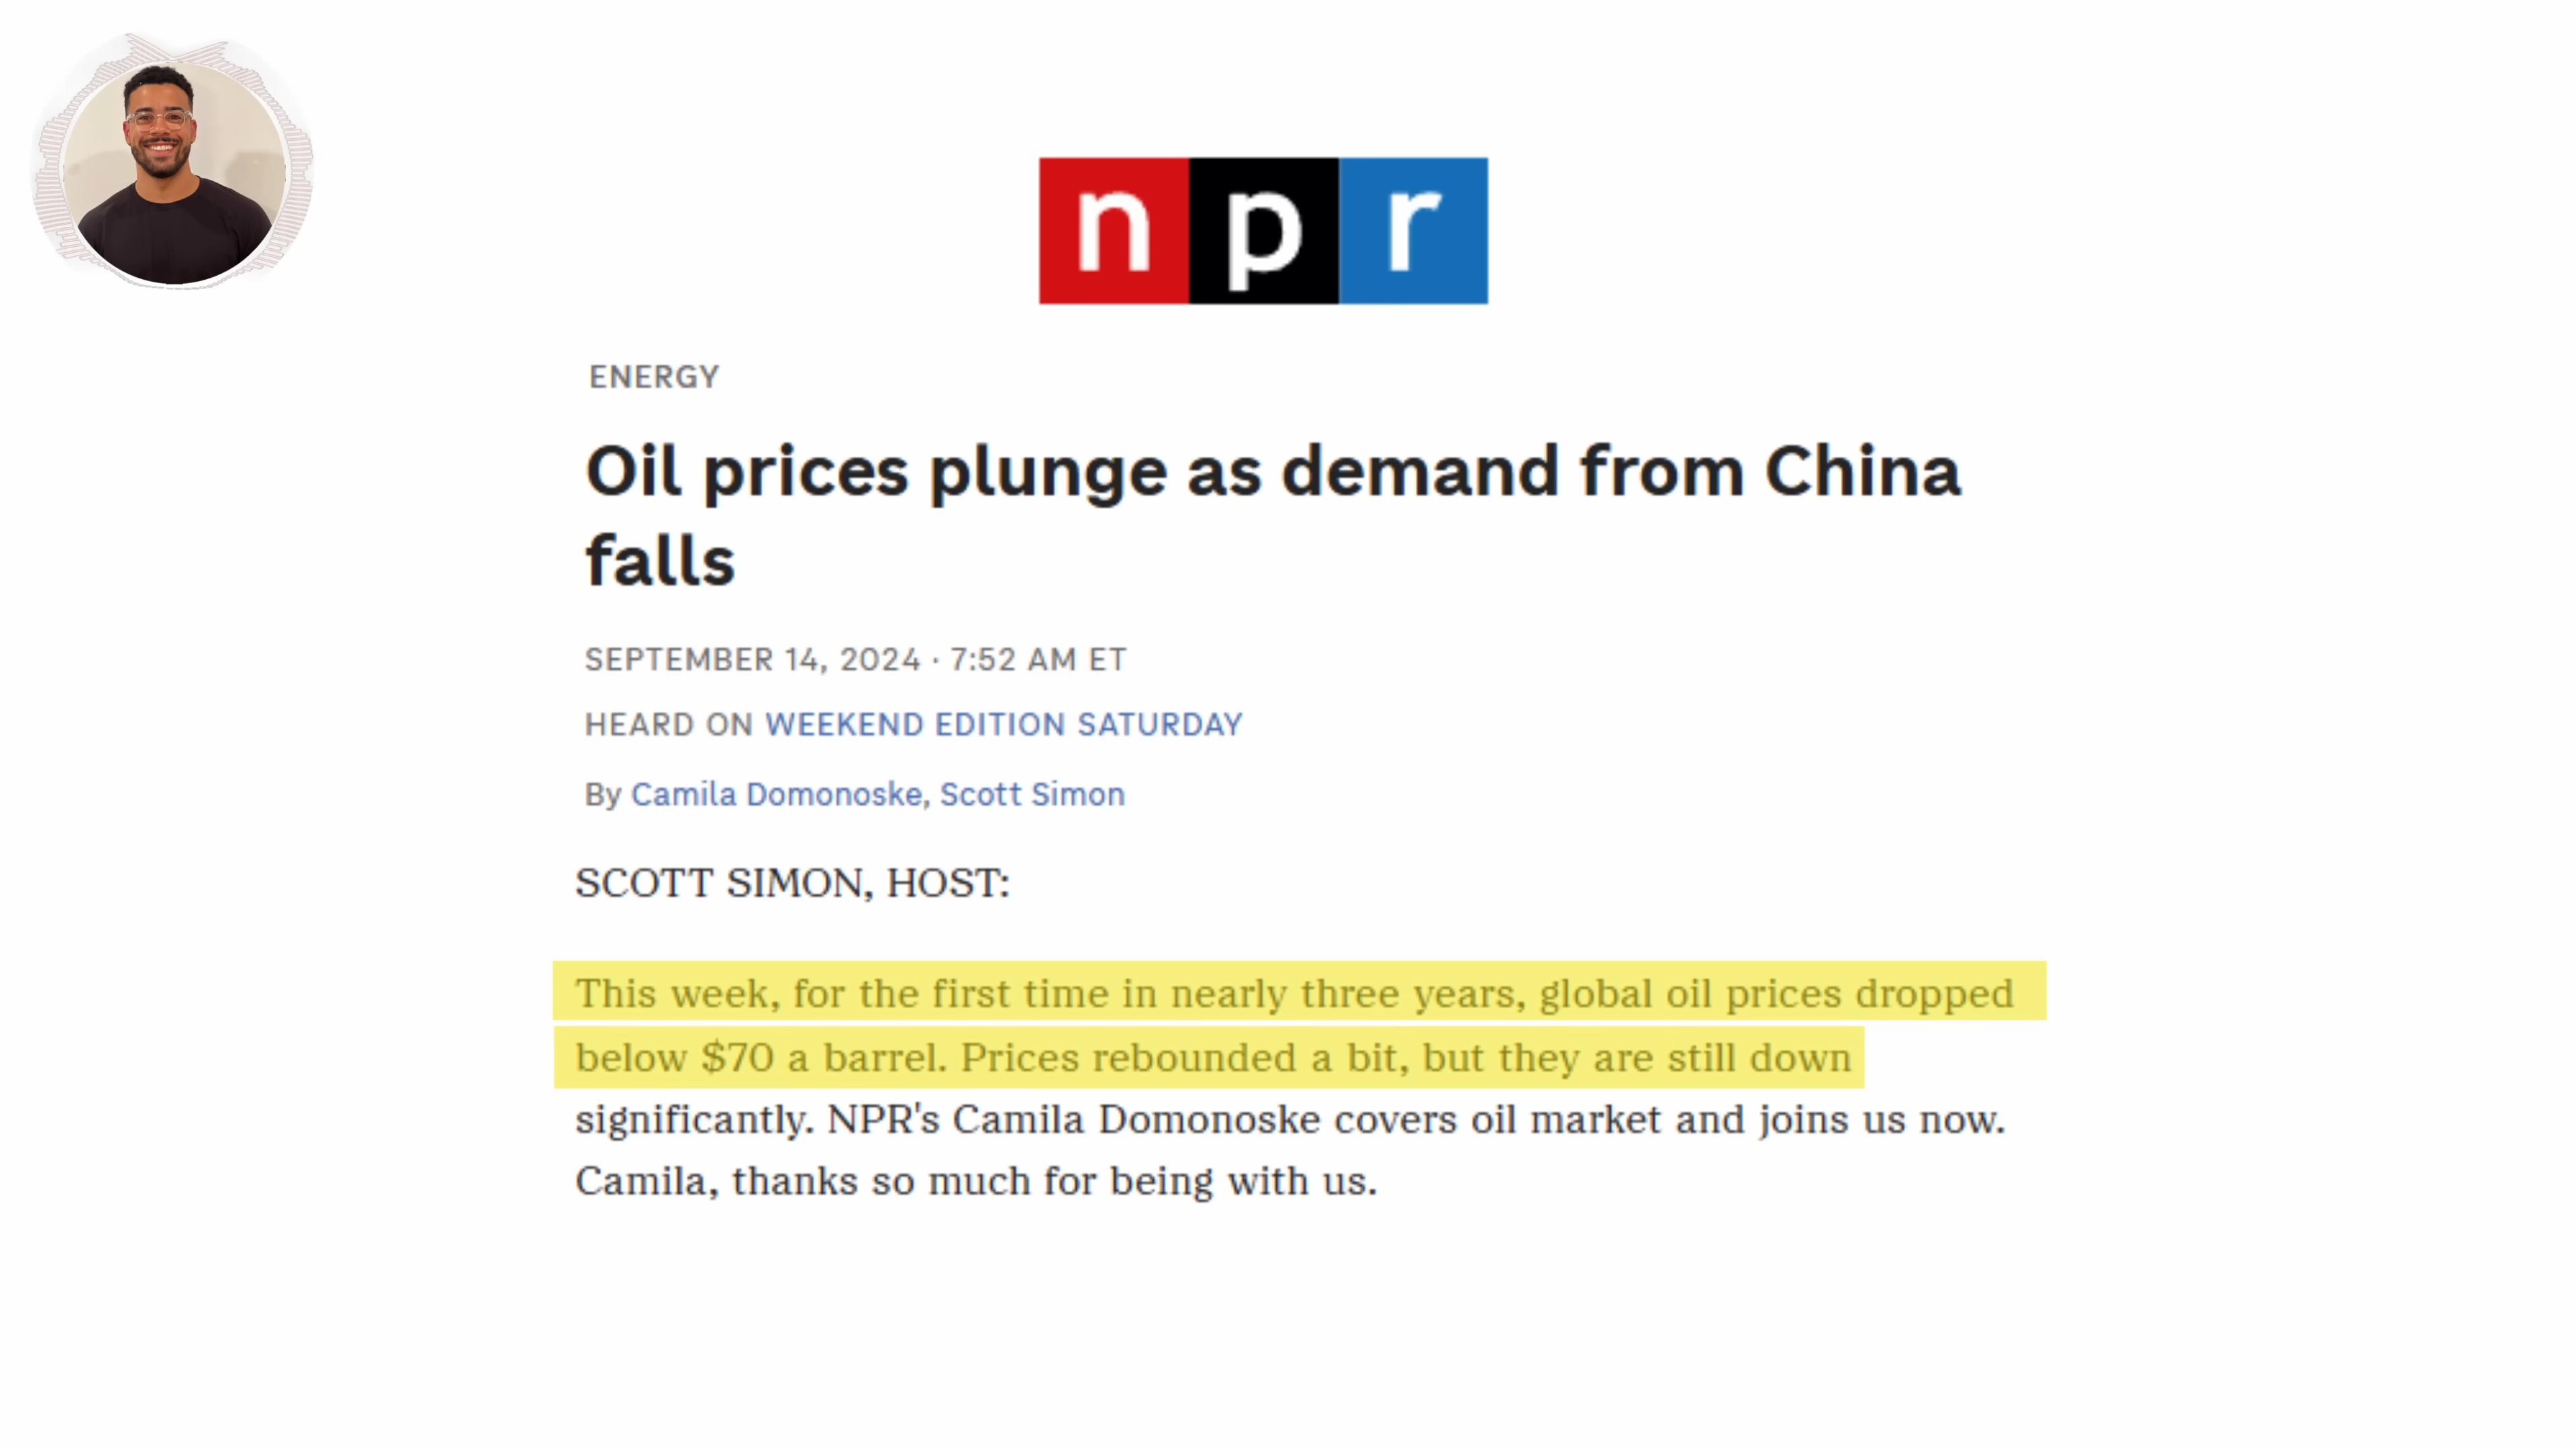 npr
ENERGY
Oil prices plunge as demand from China
falls
SEPTEMBER 14, 2024 · 7:52 AM ET
HEARD ON WEEKEND EDITION SATURDAY
By Camila Domonoske, Scott Simon
SCOTT SIMON, HOST:
This week, for the first time in nearly three years, global oil prices dropped
below $70 a barrel. Prices rebounded a bit, but they are still down
significantly. NPR's Camila Domonoske covers oil market and joins us now.
Camila, thanks so much for being with us.